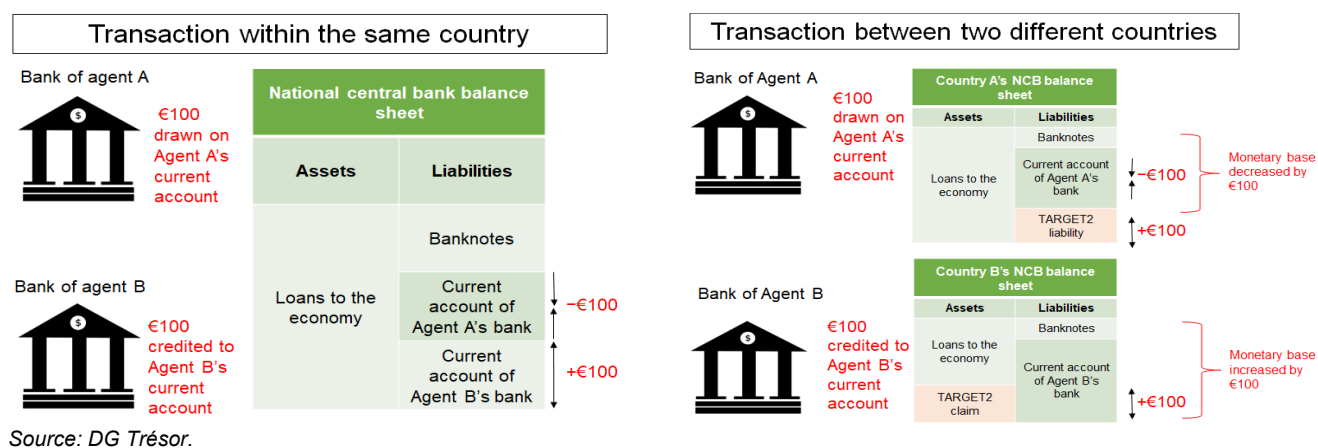 Transaction within the same country
Bank of agent A
$
€100
drawn on
Agent A's
current
account
National central bank balance
sheet
Assets
Liabilities
Loans to the
economy
Banknotes
Current
account of
Agent A's bank
−€100
Current
account of
Agent B's bank
+€100
Bank of agent B
$
€100
credited to
Agent B's
current
account
Source: DG Trésor.
Transaction between two different countries
Bank of Agent A
$
€100
drawn on
Agent A's
current
account
Country A's NCB balance
sheet
Assets
Liabilities
Loans to the
economy
Banknotes
Current account
of Agent A's
bank
−€100
TARGET2
liability
+€100
Monetary base
decreased by
€100
Bank of Agent B
$
€100
credited to
Agent B's
current
account
Country B's NCB balance
sheet
Assets
Liabilities
Loans to the
economy
TARGET2
claim
Banknotes
Current account
of Agent B's
bank
+€100
Monetary base
increased by
€100